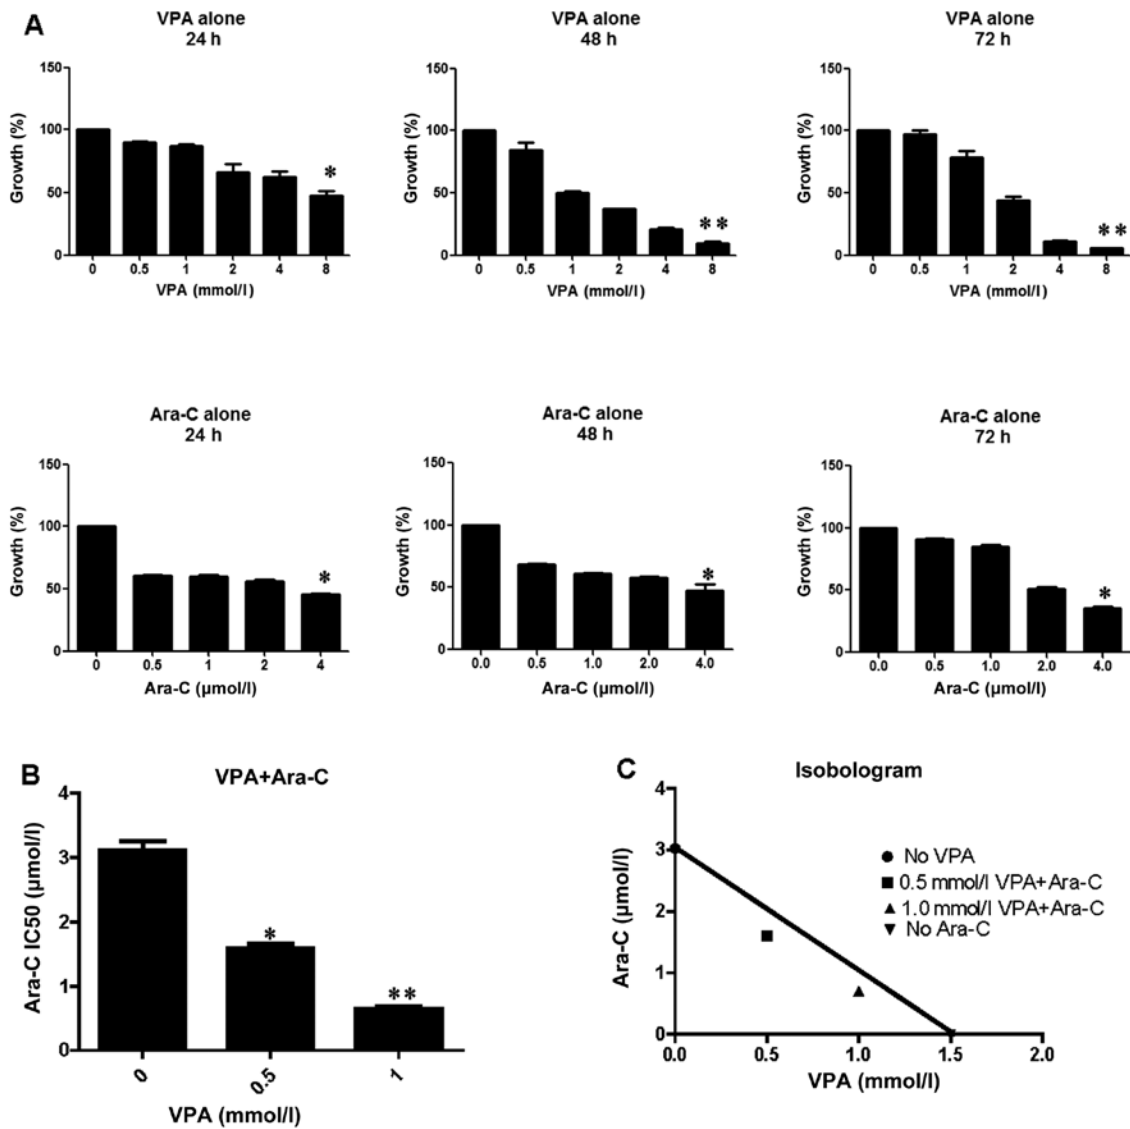 A
VPA alone
24 h
150
100
50
0
Growth (%)
*
0 0.5 1 2 4 8
VPA (mmol/l)
VPA alone
48 h
150
100
50
0
Growth (%)
**
0 0.5 1 2 4 8
VPA (mmol/l)
VPA alone
72 h
150
100
50
0
Growth (%)
**
0 0.5 1 2 4 8
VPA (mmol/l)
Ara-C alone
24 h
150
100
50
0
Growth (%)
*
0 0.5 1 2 4
Ara-C (µmol/l)
Ara-C alone
48 h
150
100
50
0
Growth (%)
*
0.0 0.5 1.0 2.0 4.0
Ara-C (µmol/l)
Ara-C alone
72 h
150
100
50
0
Growth (%)
*
0.0 0.5 1.0 2.0 4.0
Ara-C (µmol/l)
B
VPA+Ara-C
4
3
2
1
0
Ara-C IC50 (µmol/l)
*
**
0 0.5 1
VPA (mmol/l)
C
Isobologram
4
3
2
1
0
Ara-C (µmol/l)
No VPA
0.5 mmol/l VPA+Ara-C
1.0 mmol/l VPA+Ara-C
No Ara-C
0.0 0.5 1.0 1.5 2.0
VPA (mmol/l)